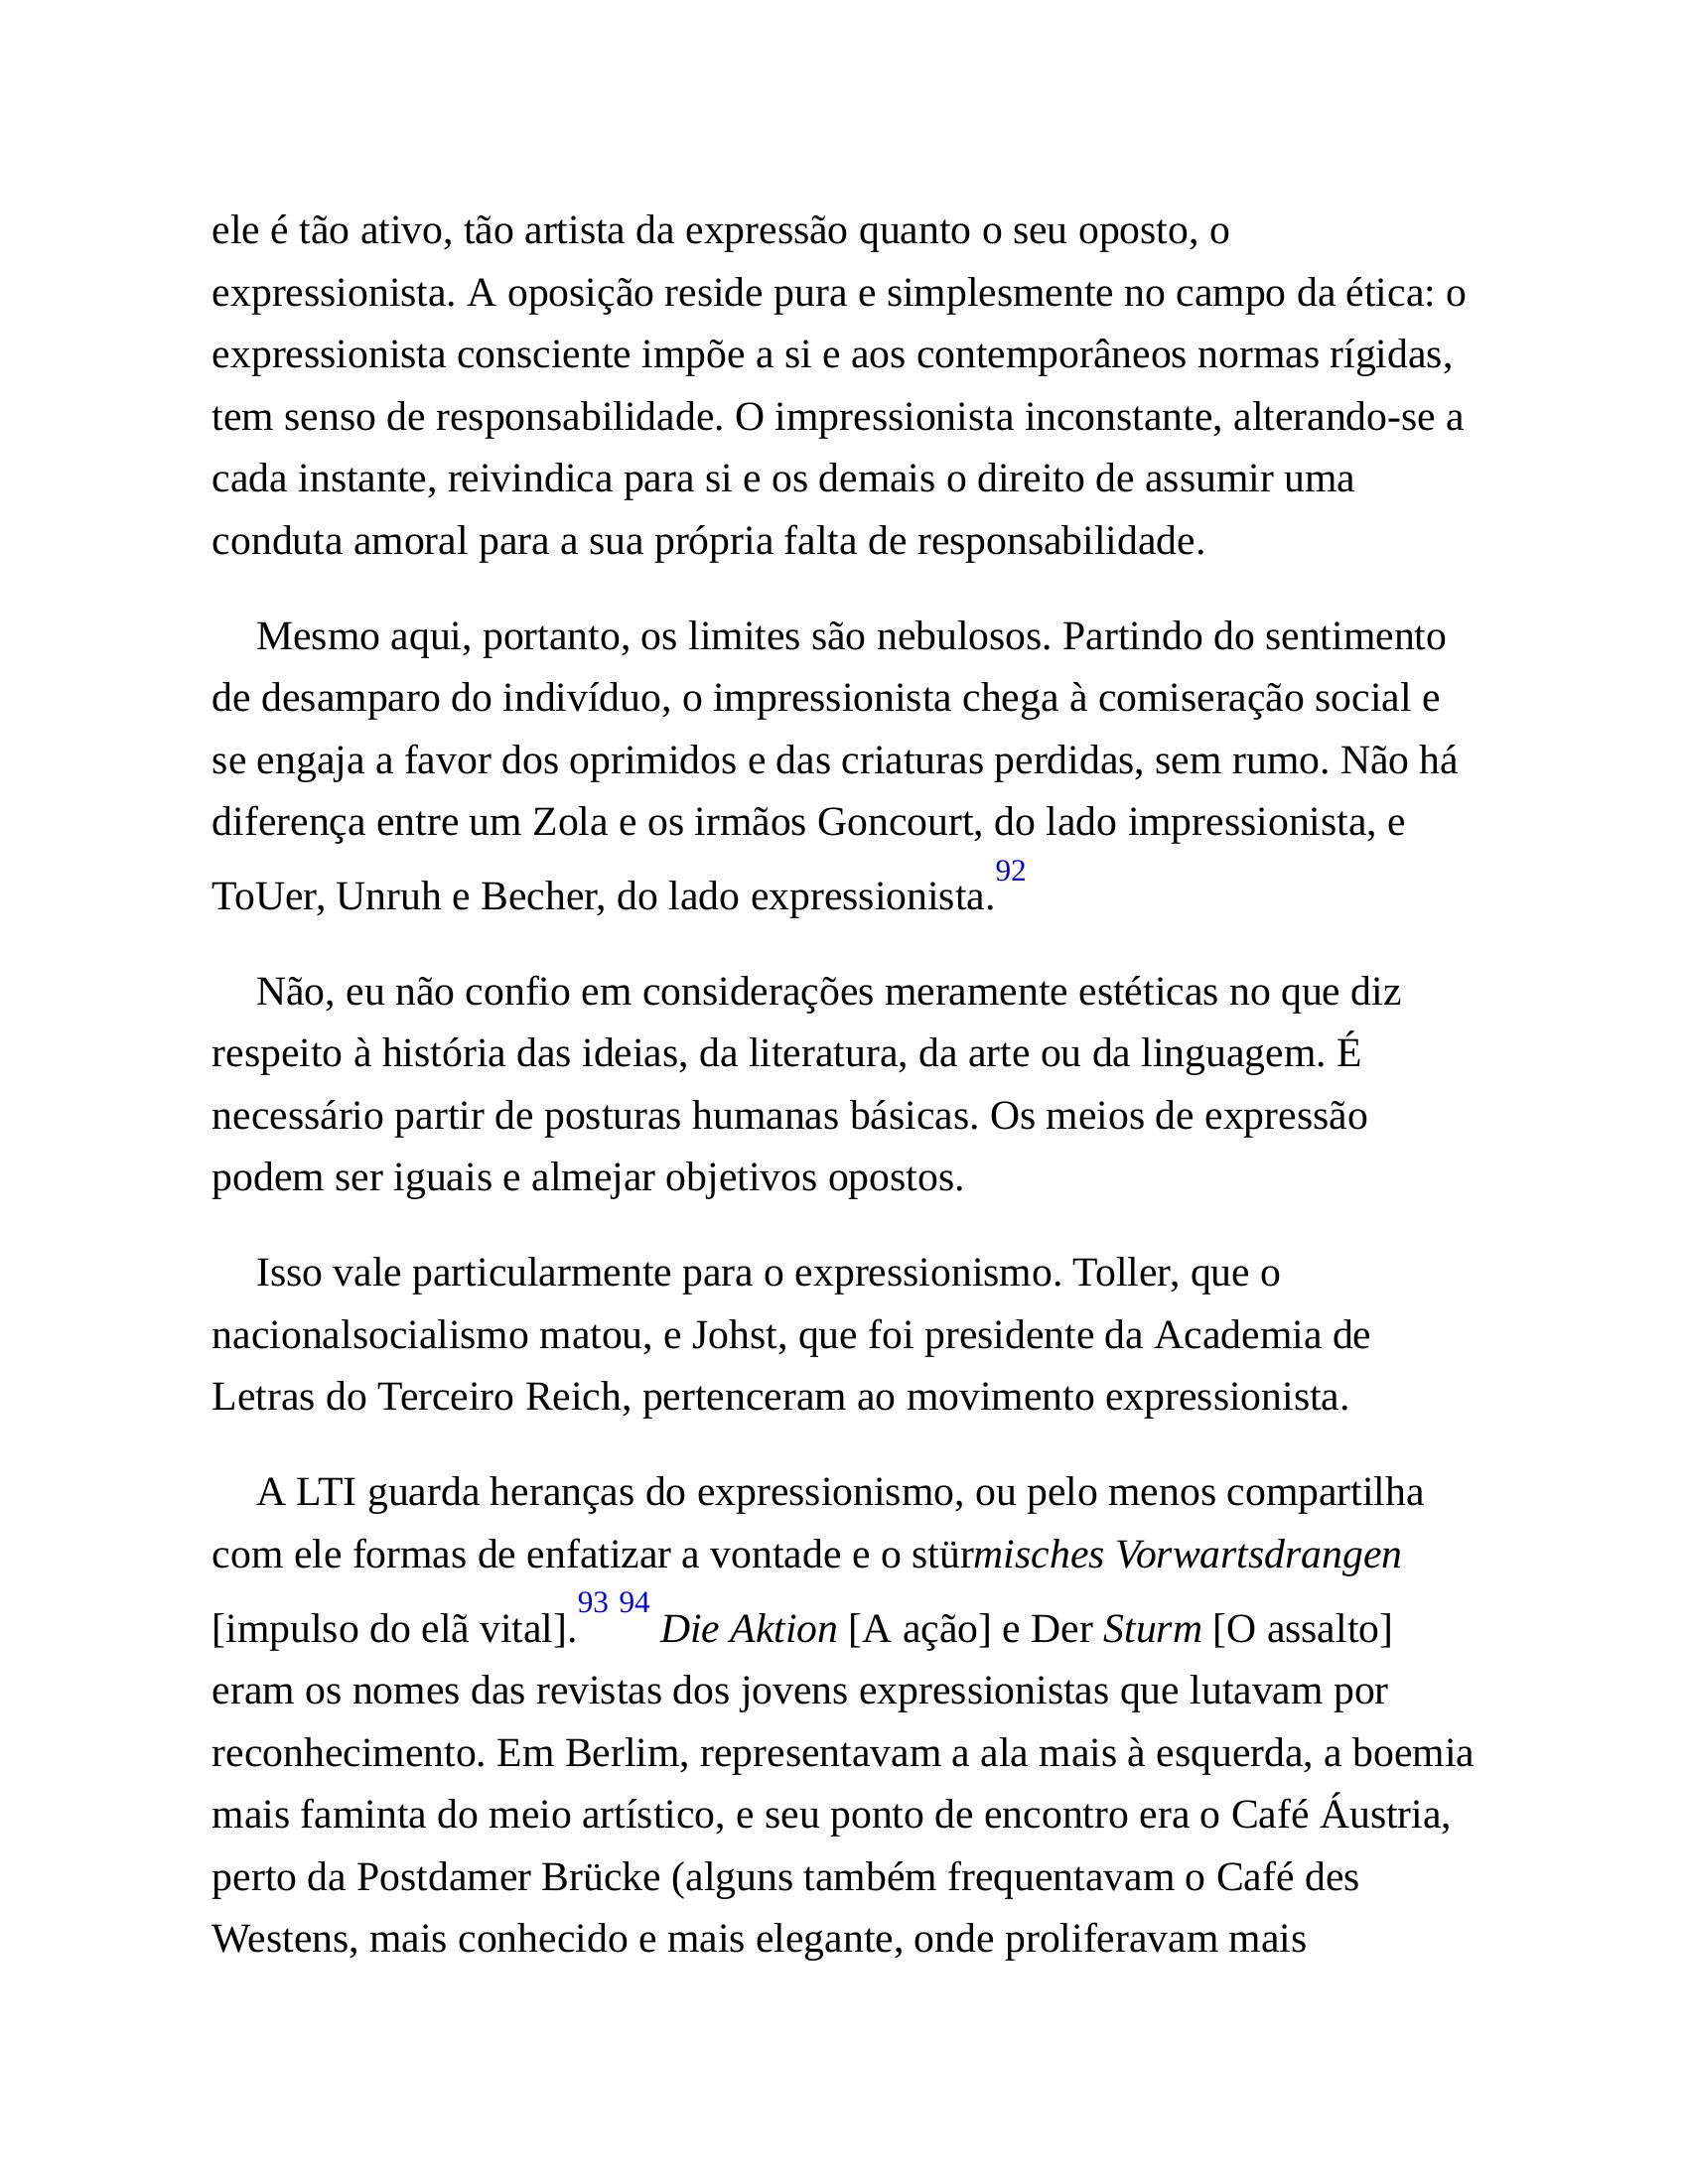 ele é tão ativo, tão artista da expressão quanto o seu oposto, o
expressionista. A oposição reside pura e simplesmente no campo da ética: o
expressionista consciente impõe a si e aos contemporâneos normas rígidas,
tem senso de responsabilidade. O impressionista inconstante, alterando-se a
cada instante, reivindica para si e os demais o direito de assumir uma
conduta amoral para a sua própria falta de responsabilidade.
Mesmo aqui, portanto, os limites são nebulosos. Partindo do sentimento
de desamparo do indivíduo, o impressionista chega à comiseração social e
se engaja a favor dos oprimidos e das criaturas perdidas, sem rumo. Não há
diferença entre um Zola e os irmãos Goncourt, do lado impressionista, e
ToUer, Unruh e Becher, do lado expressionista.92
Não, eu não confio em considerações meramente estéticas no que diz
respeito à história das ideias, da literatura, da arte ou da linguagem. É
necessário partir de posturas humanas básicas. Os meios de expressão
podem ser iguais e almejar objetivos opostos.
Isso vale particularmente para o expressionismo. Toller, que o
nacionalsocialismo matou, e Johst, que foi presidente da Academia de
Letras do Terceiro Reich, pertenceram ao movimento expressionista.
A LTI guarda heranças do expressionismo, ou pelo menos compartilha
com ele formas de enfatizar a vontade e o stürmisches Vorwartsdrangen
[impulso do elã vital].93 94 Die Aktion [A ação] e Der Sturm [O assalto]
eram os nomes das revistas dos jovens expressionistas que lutavam por
reconhecimento. Em Berlim, representavam a ala mais à esquerda, a boemia
mais faminta do meio artístico, e seu ponto de encontro era o Café Áustria,
perto da Postdamer Brücke (alguns também frequentavam o Café des
Westens, mais conhecido e mais elegante, onde proliferavam mais